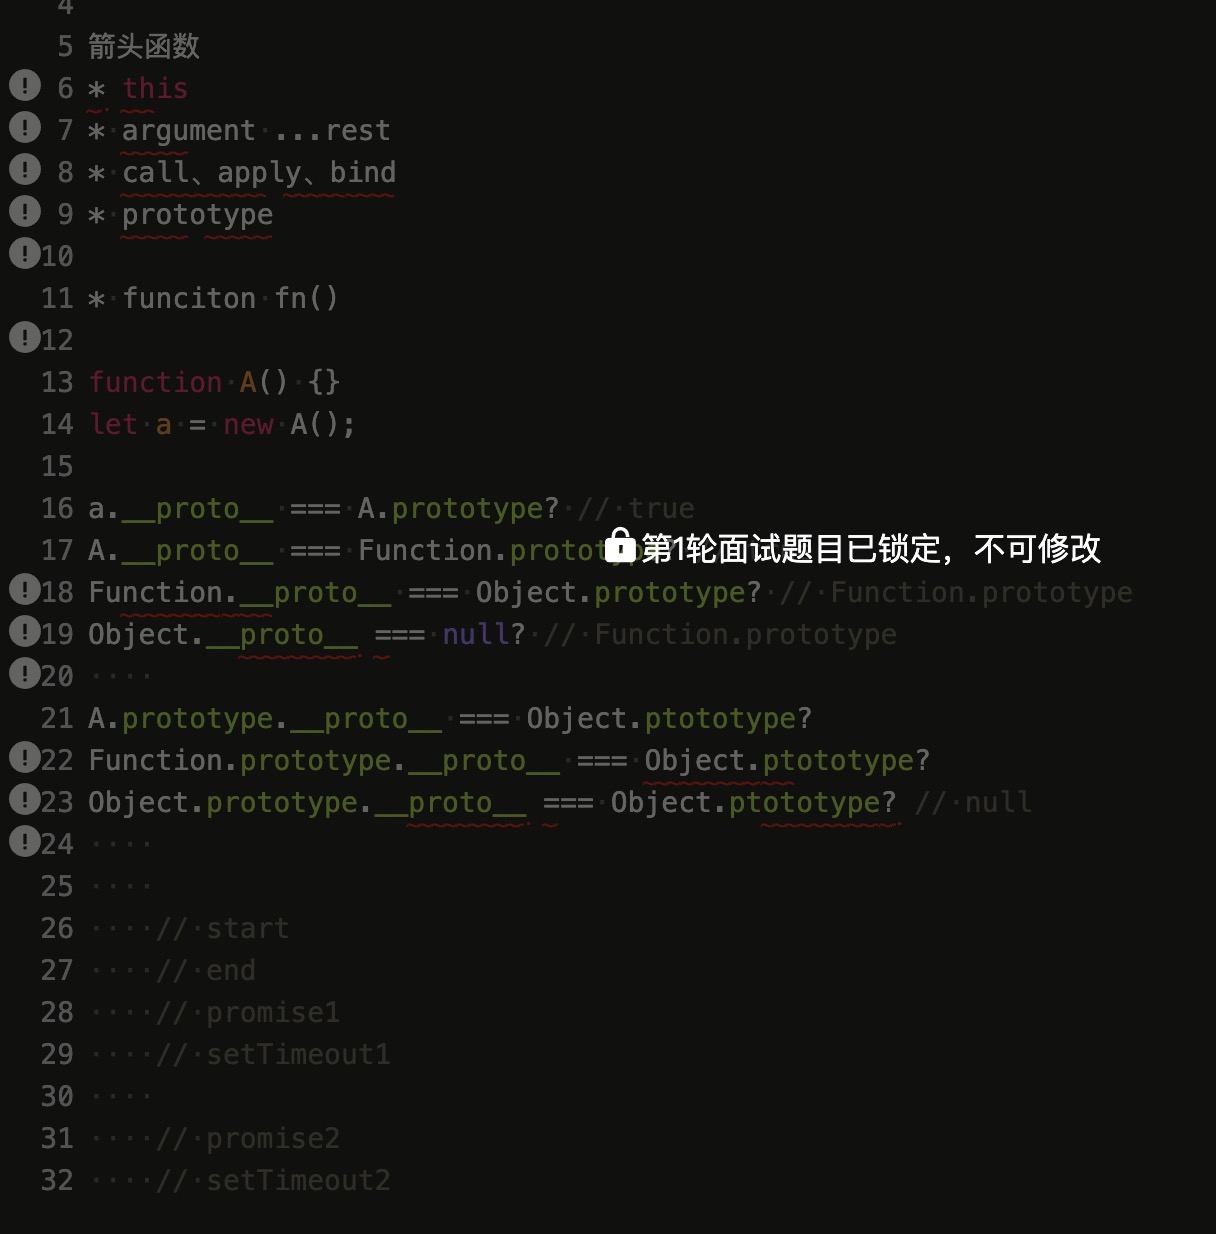 4
5 箭头函数
6 * this
7 * argument ...rest
8 * call、apply、bind
9 * prototype
10
11 * funciton fn()
12
13 function A() {}
14 let a = new A();
15
16 a.__proto__ === A.prototype? // true
17 A.__proto__ === Function.prototype?
第1轮面试题目已锁定，不可修改
18 Function.__proto__ === Object.prototype? // Function.prototype
19 Object.__proto__ === null? // Function.prototype
20
21 A.prototype.__proto__ === Object.ptototype?
22 Function.prototype.__proto__ === Object.ptototype?
23 Object.prototype.__proto__ === Object.ptototype? // null
24
25
26 // start
27 // end
28 // promise1
29 // setTimeout1
30
31 // promise2
32 // setTimeout2